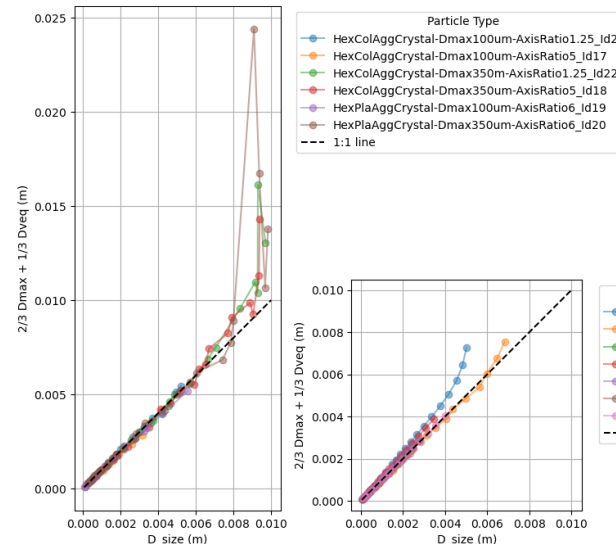 Particle Type
HexColAggCrystal-Dmax100um-AxisRatio1.25_Id2
HexColAggCrystal-Dmax100um-AxisRatio5_Id17
HexColAggCrystal-Dmax350m-AxisRatio1.25_Id22
HexColAggCrystal-Dmax350um-AxisRatio5_Id18
HexPlaAggCrystal-Dmax100um-AxisRatio6_Id19
HexPlaAggCrystal-Dmax350um-AxisRatio6_Id20
1:1 line
0.025
0.020
0.015
0.010
0.005
0.000
2/3 Dmax + 1/3 Dveq (m)
0.000 0.002 0.004 0.006 0.008 0.010
D_size (m)
0.010
0.008
0.006
0.004
0.002
0.000
2/3 Dmax + 1/3 Dveq (m)
0.000 0.002 0.004 0.006 0.008 0.010
D_size (m)